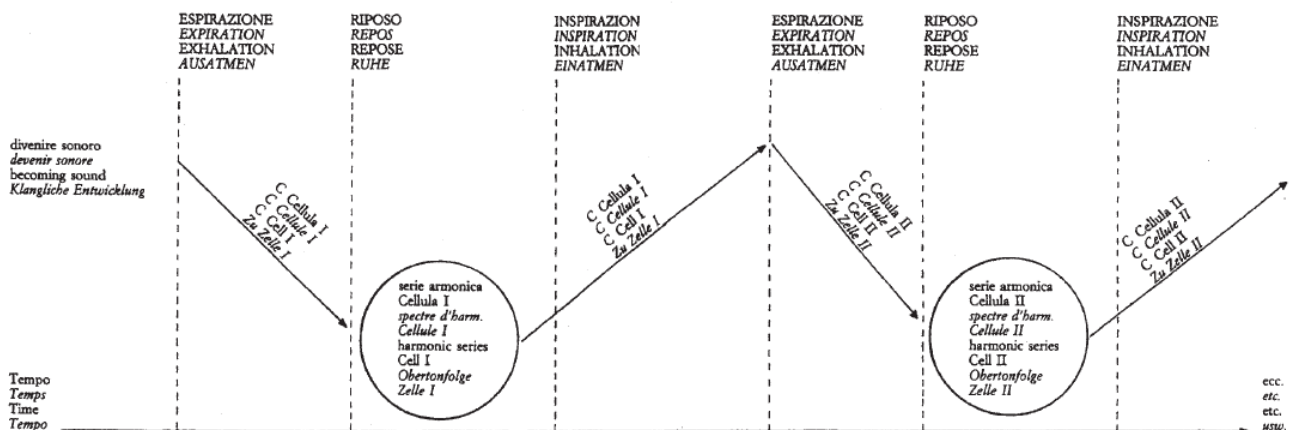 ESPIRAZIONE
EXPIRATION
EXHALATION
AUSATMEN
RIPOSO
REPOS
REPOSE
RUHE
INSPIRAZION
INSPIRATION
INHALATION
EINATMEN
ESPIRAZIONE
EXPIRATION
EXHALATION
AUSATMEN
RIPOSO
REPOS
REPOSE
RUHE
INSPIRAZIONE
INSPIRATION
INHALATION
EINATMEN
divenire sonoro
devenir sonore
becoming sound
Klangliche Entwicklung
C Cellula I
C Cellule I
C Cell I
Zu Zelle I
serie armonica
Cellula I
spectre d'harm.
Cellule I
harmonic series
Cell I
Obertonfolge
Zelle I
C Cellula I
C Cellule I
C Cell I
Zu Zelle I
C Cellula II
C Cellule II
C Cell II
Zu Zelle II
serie armonica
Cellula II
spectre d'harm.
Cellule II
harmonic series
Cell II
Obertonfolge
Zelle II
C Cellula II
C Cellule II
C Cell II
Zu Zelle II
Tempo
Temps
Time
Tempo
ecc.
etc.
etc.
usw.